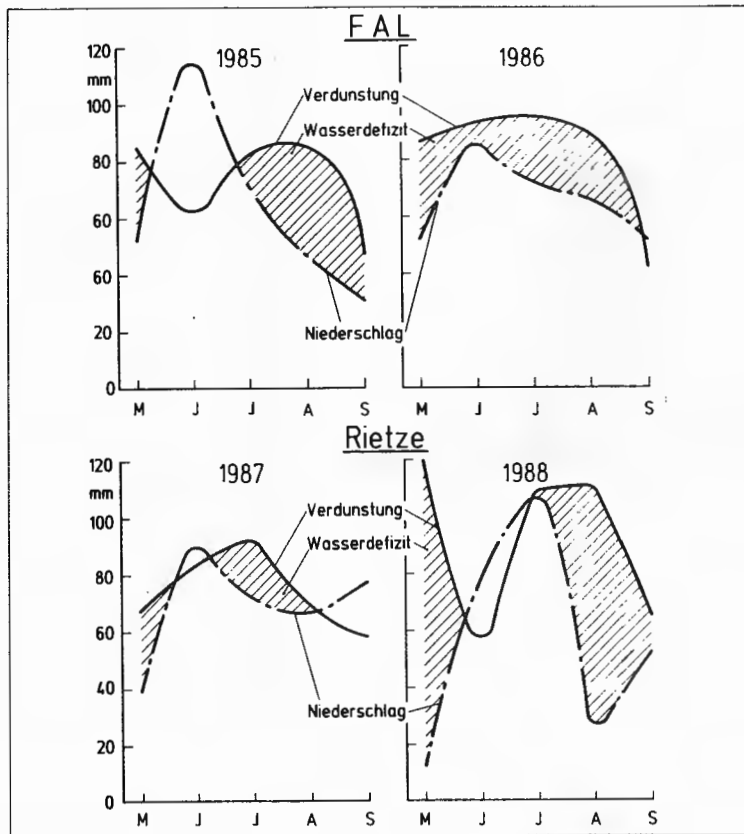 FAL
1985
1986
120
mm
100
80
60
40
20
0
Verdunstung
Wasserdefizit
Niederschlag
M J J A S
M J J A S
Rietze
1987
1988
120
mm
100
80
60
40
20
0
Verdunstung
Wasserdefizit
Niederschlag
M J J A S
M J J A S